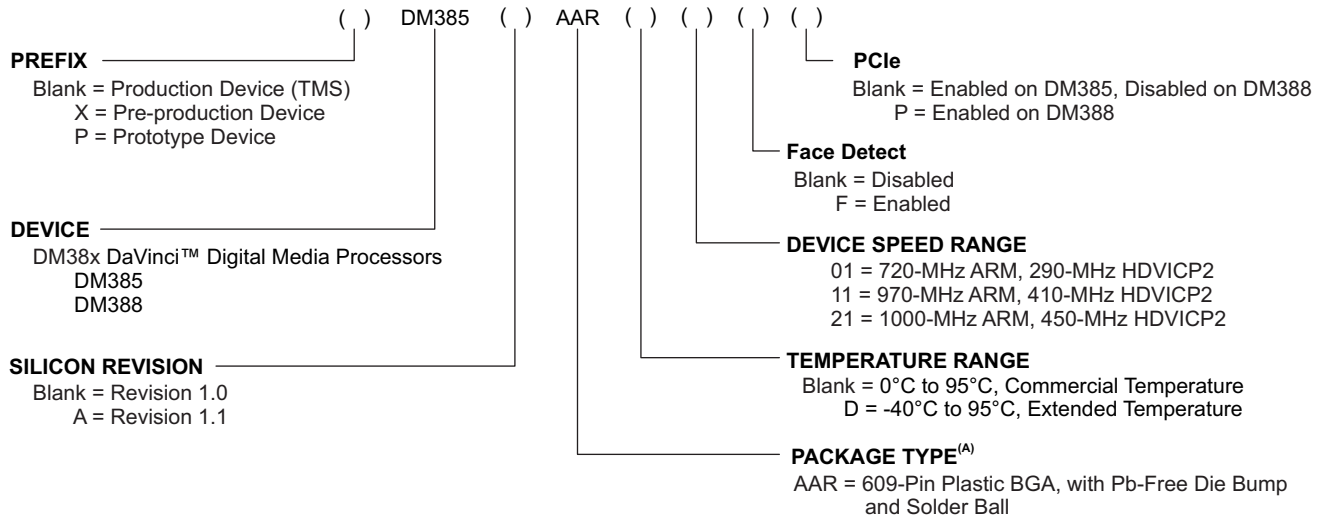 ( ) DM385 ( ) AAR ( ) ( ) ( ) ( )
PREFIX
Blank = Production Device (TMS)
X = Pre-production Device
P = Prototype Device
DEVICE
DM38x DaVinci™ Digital Media Processors
DM385
DM388
SILICON REVISION
Blank = Revision 1.0
A = Revision 1.1
PCIe
Blank = Enabled on DM385, Disabled on DM388
P = Enabled on DM388
Face Detect
Blank = Disabled
F = Enabled
DEVICE SPEED RANGE
01 = 720-MHz ARM, 290-MHz HDVICP2
11 = 970-MHz ARM, 410-MHz HDVICP2
21 = 1000-MHz ARM, 450-MHz HDVICP2
TEMPERATURE RANGE
Blank = 0°C to 95°C, Commercial Temperature
D = -40°C to 95°C, Extended Temperature
PACKAGE TYPE(A)
AAR = 609-Pin Plastic BGA, with Pb-Free Die Bump
and Solder Ball